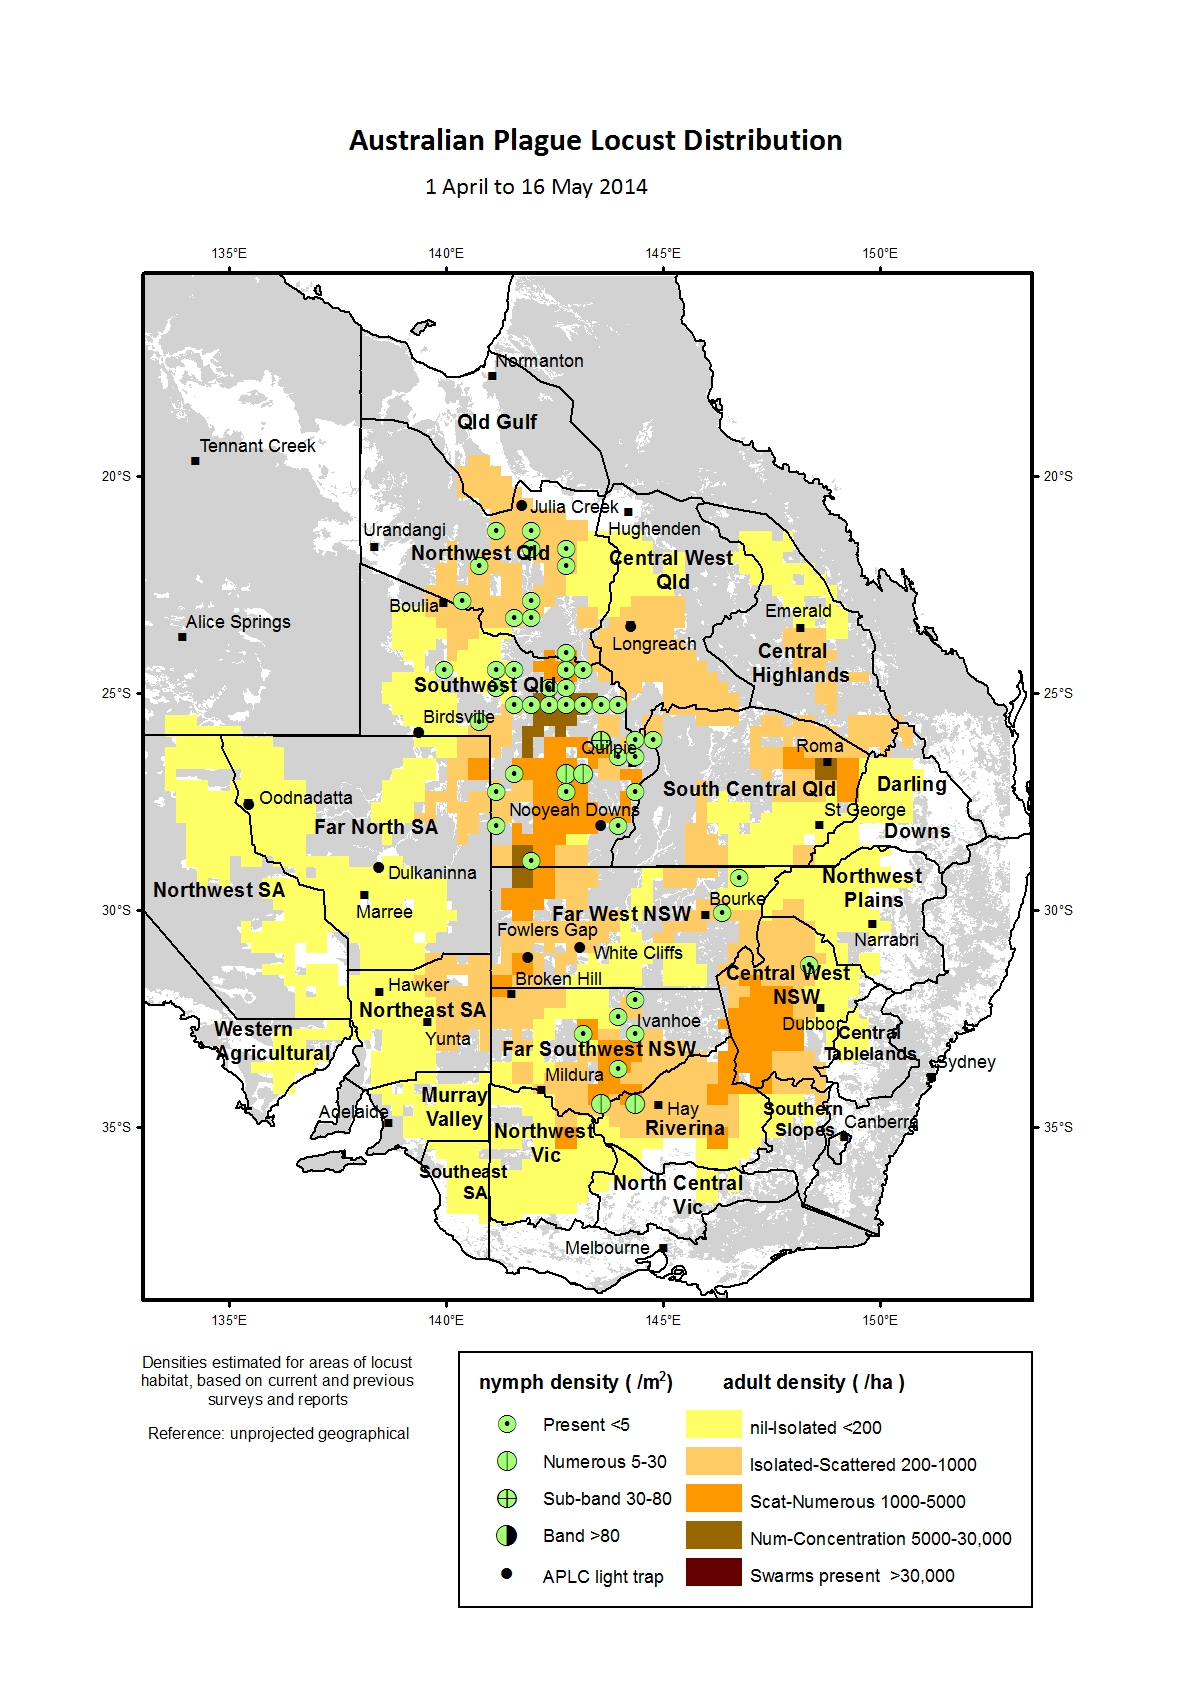 Australian Plague Locust Distribution
1 April to 16 May 2014
135°E 140°E 145°E 150°E
Normanton
Qld Gulf
Tennant Creek
20°S 20°S
Julia Creek
Hughenden
Urandangi
Northwest Qld
Central West
Qld
Boulia
Emerald
Alice Springs
Longreach
Central
Highlands
Southwest Qld
25°S 25°S
Birdsville
Quilpie
Roma
South Central Qld
Darling
Downs
Oodnadatta
Nooyeah Downs
St George
Far North SA
Dulkaninna
Northwest SA
Northwest
Plains
Marree
Bourke
30°S 30°S
Far West NSW
Fowlers Gap
Narrabri
White Cliffs
Broken Hill
Central West
NSW
Hawker
Northeast SA
Ivanhoe
Dubbo
Western
Agricultural
Yunta
Central
Tablelands
Far Southwest NSW
Sydney
Mildura
Murray
Valley
Hay
Riverina
Southern
Slopes
Adelaide
Canberra
35°S 35°S
Northwest
Vic
Southeast
SA
North Central
Vic
Melbourne
135°E 140°E 145°E 150°E
Densities estimated for areas of locust
habitat, based on current and previous
surveys and reports
Reference: unprojected geographical
nymph density ( /m²) adult density ( /ha )
Present <5 nil-Isolated <200
Numerous 5-30 Isolated-Scattered 200-1000
Sub-band 30-80 Scat-Numerous 1000-5000
Band >80 Num-Concentration 5000-30,000
APLC light trap Swarms present >30,000